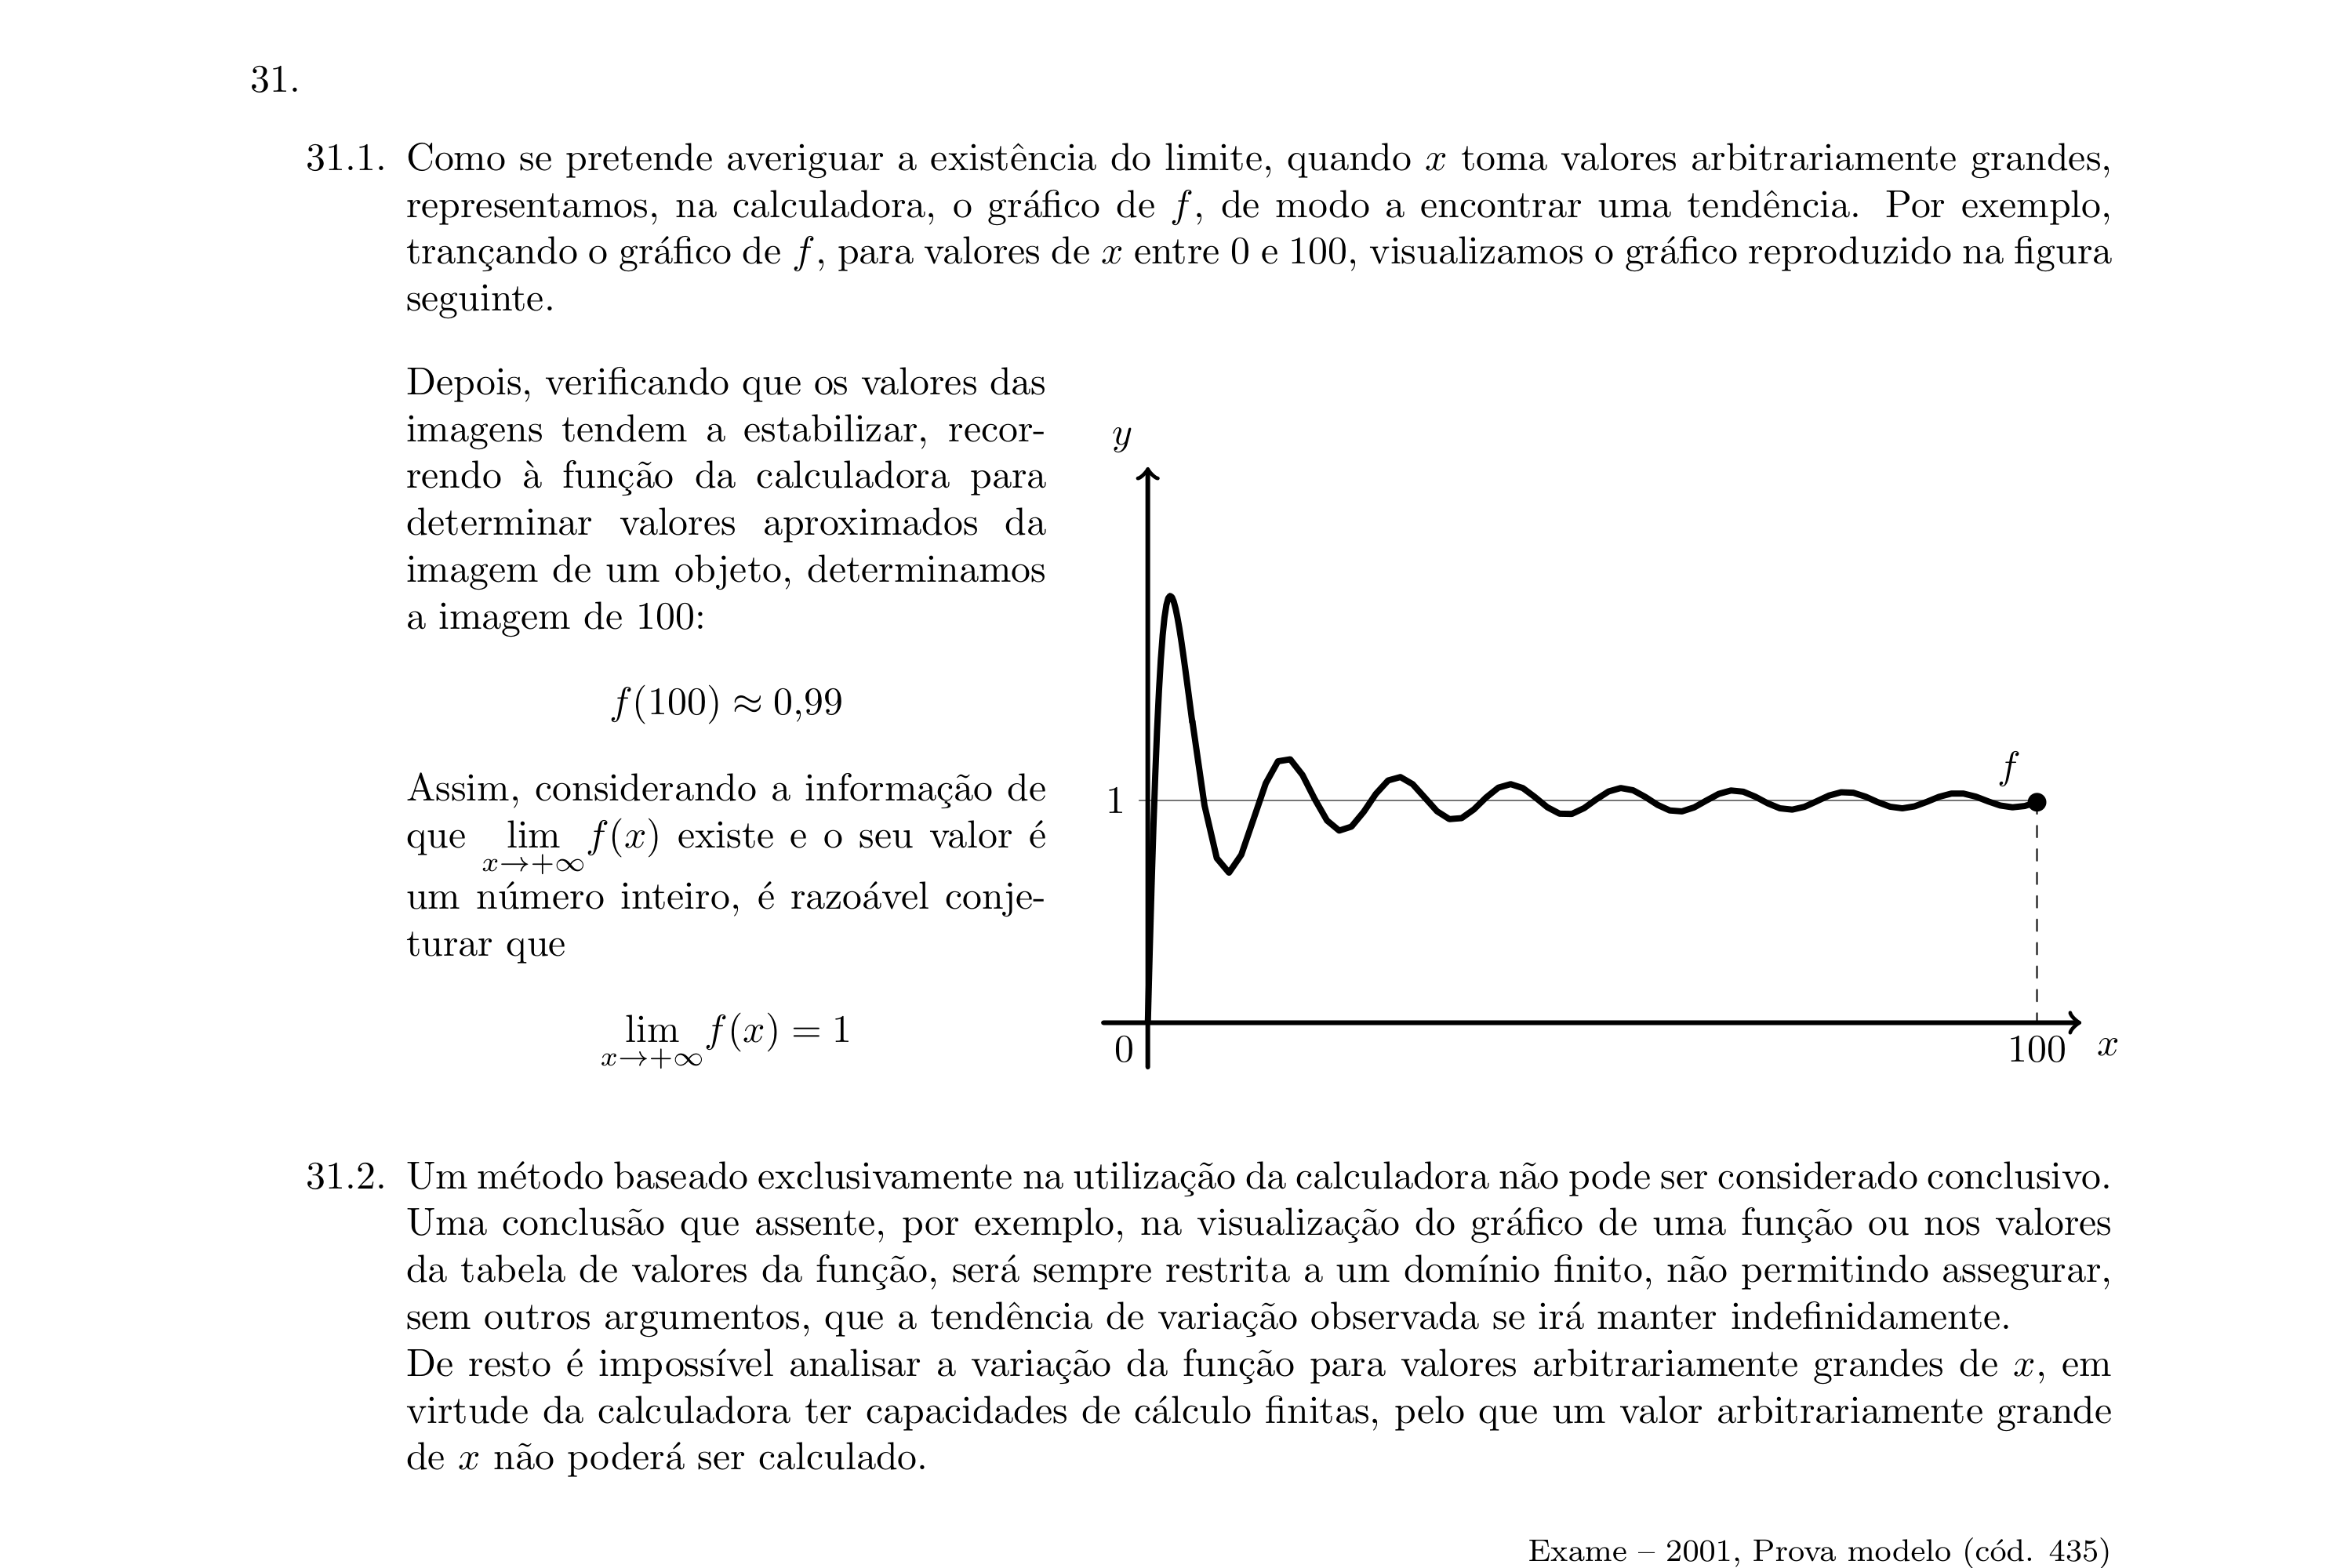 31.
31.1. Como se pretende averiguar a existência do limite, quando x toma valores arbitrariamente grandes,
representamos, na calculadora, o gráfico de f, de modo a encontrar uma tendência. Por exemplo,
trançando o gráfico de f, para valores de x entre 0 e 100, visualizamos o gráfico reproduzido na figura
seguinte.
Depois, verificando que os valores das
imagens tendem a estabilizar, recor-
rendo à função da calculadora para
determinar valores aproximados da
imagem de um objeto, determinamos
a imagem de 100:
f(100) ≈ 0,99
Assim, considerando a informação de
que lim f(x) existe e o seu valor é
x→+∞
um número inteiro, é razoável conje-
turar que
lim f(x) = 1
x→+∞
y
f
1
0
100
x
31.2. Um método baseado exclusivamente na utilização da calculadora não pode ser considerado conclusivo.
Uma conclusão que assente, por exemplo, na visualização do gráfico de uma função ou nos valores
da tabela de valores da função, será sempre restrita a um domínio finito, não permitindo assegurar,
sem outros argumentos, que a tendência de variação observada se irá manter indefinidamente.
De resto é impossível analisar a variação da função para valores arbitrariamente grandes de x, em
virtude da calculadora ter capacidades de cálculo finitas, pelo que um valor arbitrariamente grande
de x não poderá ser calculado.
Exame – 2001, Prova modelo (cód. 435)